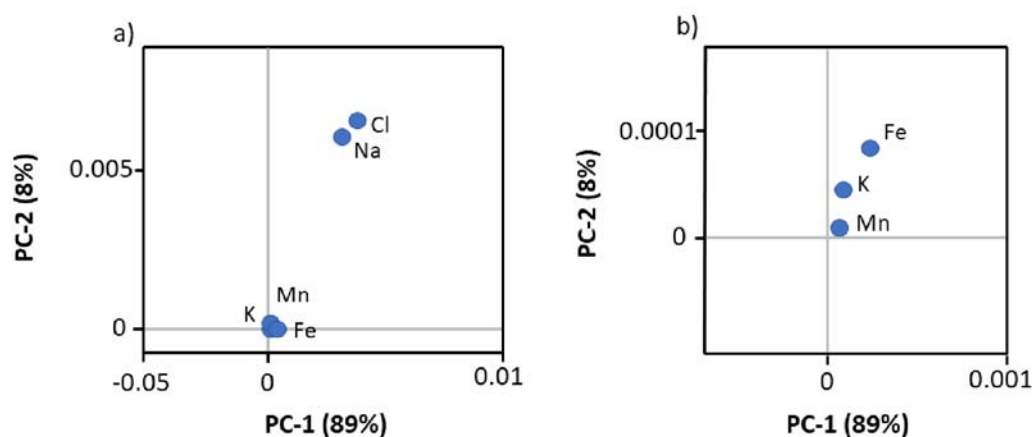 a)
PC-2 (8%)
0.005
0
Cl
Na
Mn
K
Fe
-0.05
0
0.01
PC-1 (89%)
b)
PC-2 (8%)
0.0001
0
Fe
K
Mn
0
0.001
PC-1 (89%)